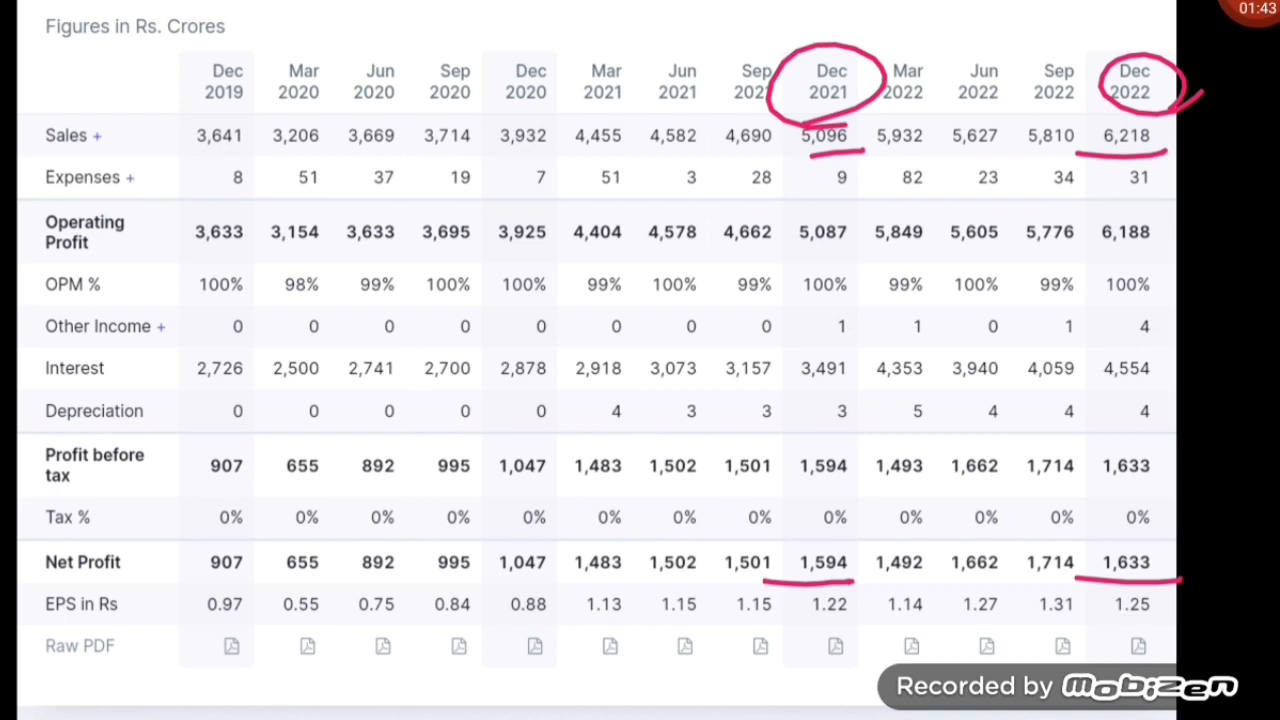 01:43
Figures in Rs. Crores
Dec 2019 Mar 2020 Jun 2020 Sep 2020 Dec 2020 Mar 2021 Jun 2021 Sep 2021 Dec 2021 Mar 2022 Jun 2022 Sep 2022 Dec 2022
Sales + 3,641 3,206 3,669 3,714 3,932 4,455 4,582 4,690 5,096 5,932 5,627 5,810 6,218
Expenses + 8 51 37 19 7 51 3 28 9 82 23 34 31
Operating Profit 3,633 3,154 3,633 3,695 3,925 4,404 4,578 4,662 5,087 5,849 5,605 5,776 6,188
OPM % 100% 98% 99% 100% 100% 99% 100% 99% 100% 99% 100% 99% 100%
Other Income + 0 0 0 0 0 0 0 0 1 1 0 1 4
Interest 2,726 2,500 2,741 2,700 2,878 2,918 3,073 3,157 3,491 4,353 3,940 4,059 4,554
Depreciation 0 0 0 0 0 4 3 3 3 5 4 4 4
Profit before tax 907 655 892 995 1,047 1,483 1,502 1,501 1,594 1,493 1,662 1,714 1,633
Tax % 0% 0% 0% 0% 0% 0% 0% 0% 0% 0% 0% 0% 0%
Net Profit 907 655 892 995 1,047 1,483 1,502 1,501 1,594 1,492 1,662 1,714 1,633
EPS in Rs 0.97 0.55 0.75 0.84 0.88 1.13 1.15 1.15 1.22 1.14 1.27 1.31 1.25
Raw PDF
Recorded by Mobizen